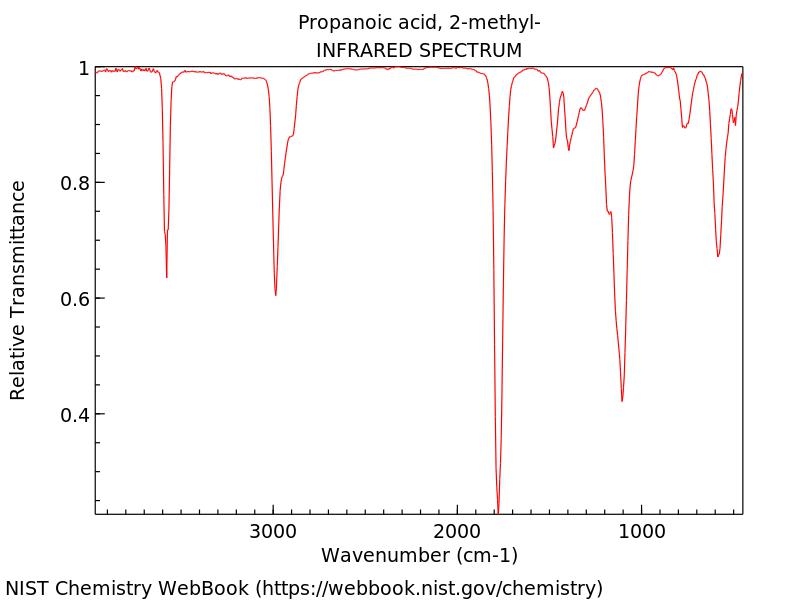 Propanoic acid, 2-methyl-
INFRARED SPECTRUM
1
0.8
0.6
0.4
Relative Transmittance
3000 2000 1000
Wavenumber (cm-1)
NIST Chemistry WebBook (https://webbook.nist.gov/chemistry)